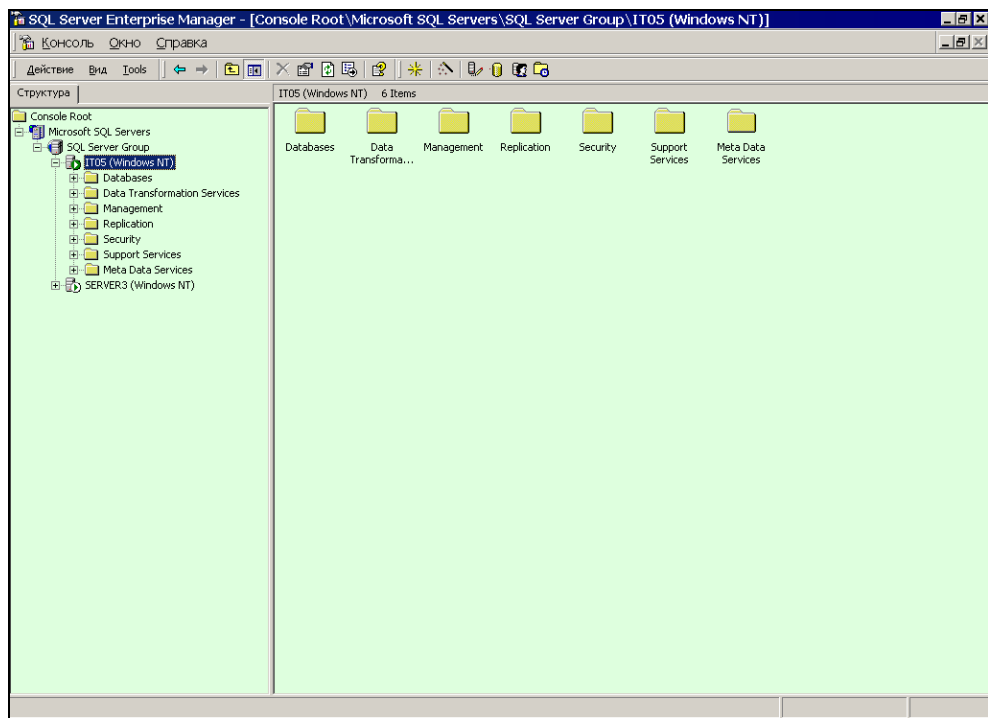 SQL Server Enterprise Manager - [Console Root\Microsoft SQL Servers\SQL Server Group\IT05 (Windows NT)]
Консоль Окно Справка
Действие Вид Tools
Структура
IT05 (Windows NT) 6 Items
Console Root
Microsoft SQL Servers
SQL Server Group
IT05 (Windows NT)
Databases
Data Transformation Services
Management
Replication
Security
Support Services
Meta Data Services
SERVER3 (Windows NT)
Databases
Data
Transforma...
Management
Replication
Security
Support
Services
Meta Data
Services